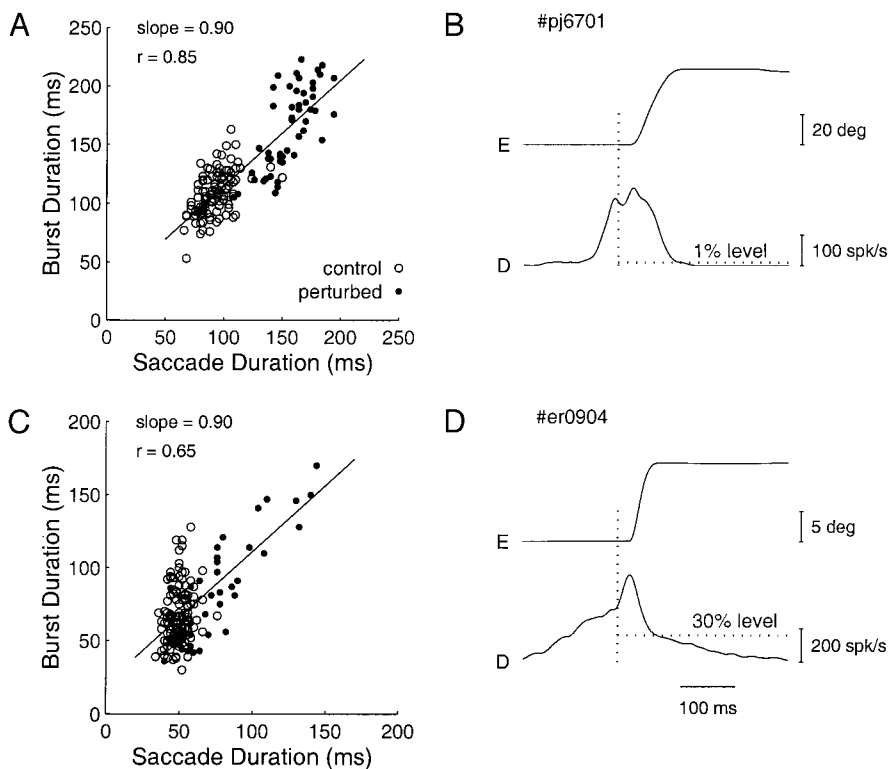 A
slope = 0.90
r = 0.85
Burst Duration (ms)
250
200
150
100
50
0
control
perturbed
0 50 100 150 200 250
Saccade Duration (ms)
B
#pj6701
E
20 deg
1% level
D
100 spk/s
C
slope = 0.90
r = 0.65
Burst Duration (ms)
200
150
100
50
0
0 50 100 150 200
Saccade Duration (ms)
D
#er0904
E
5 deg
30% level
D
200 spk/s
100 ms